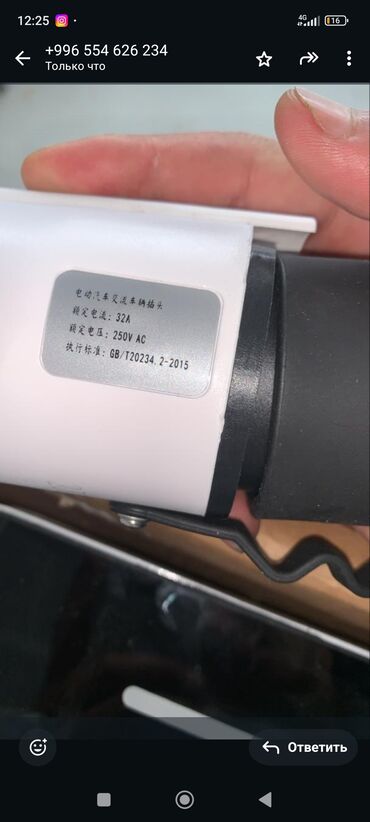 12:25
4G
16
+996 554 626 234
Только что
电动汽车交流车辆插头
额定电流: 32A
额定电压: 250V AC
执行标准: GB/T20234.2-2015
Ответить